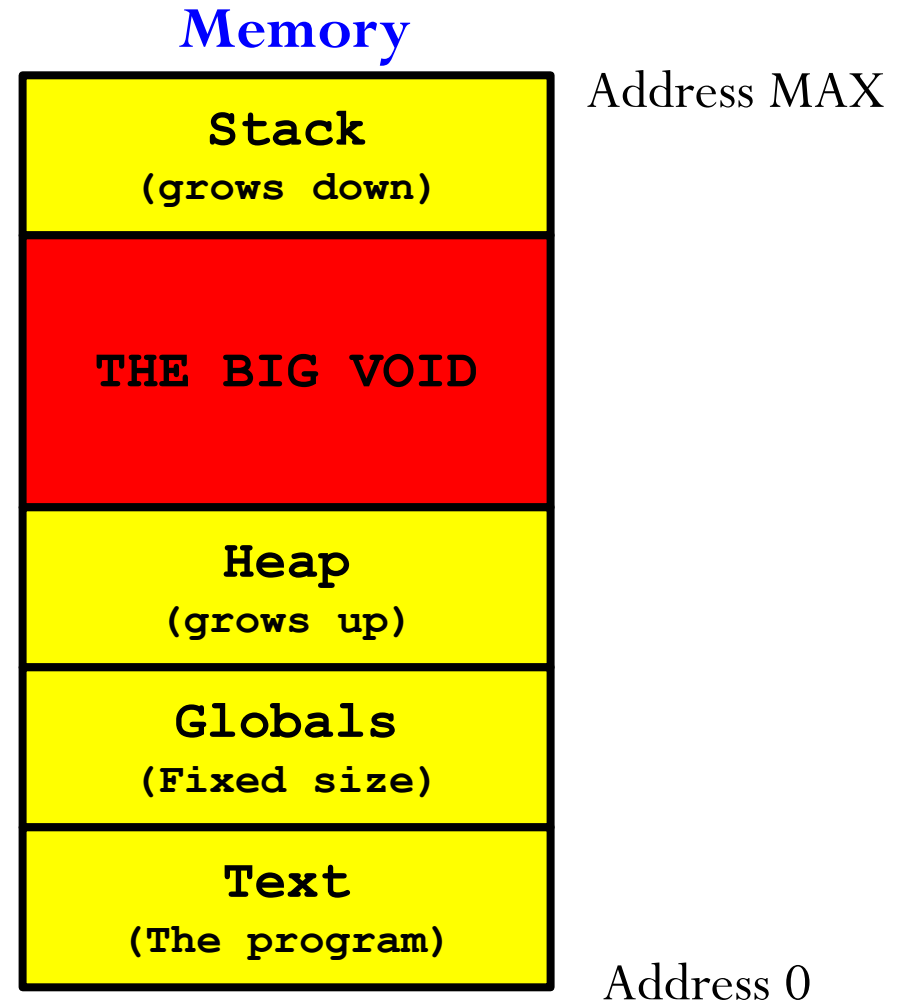 Memory
Address MAX
Stack
(grows down)
THE BIG VOID
Heap
(grows up)
Globals
(Fixed size)
Text
(The program)
Address 0